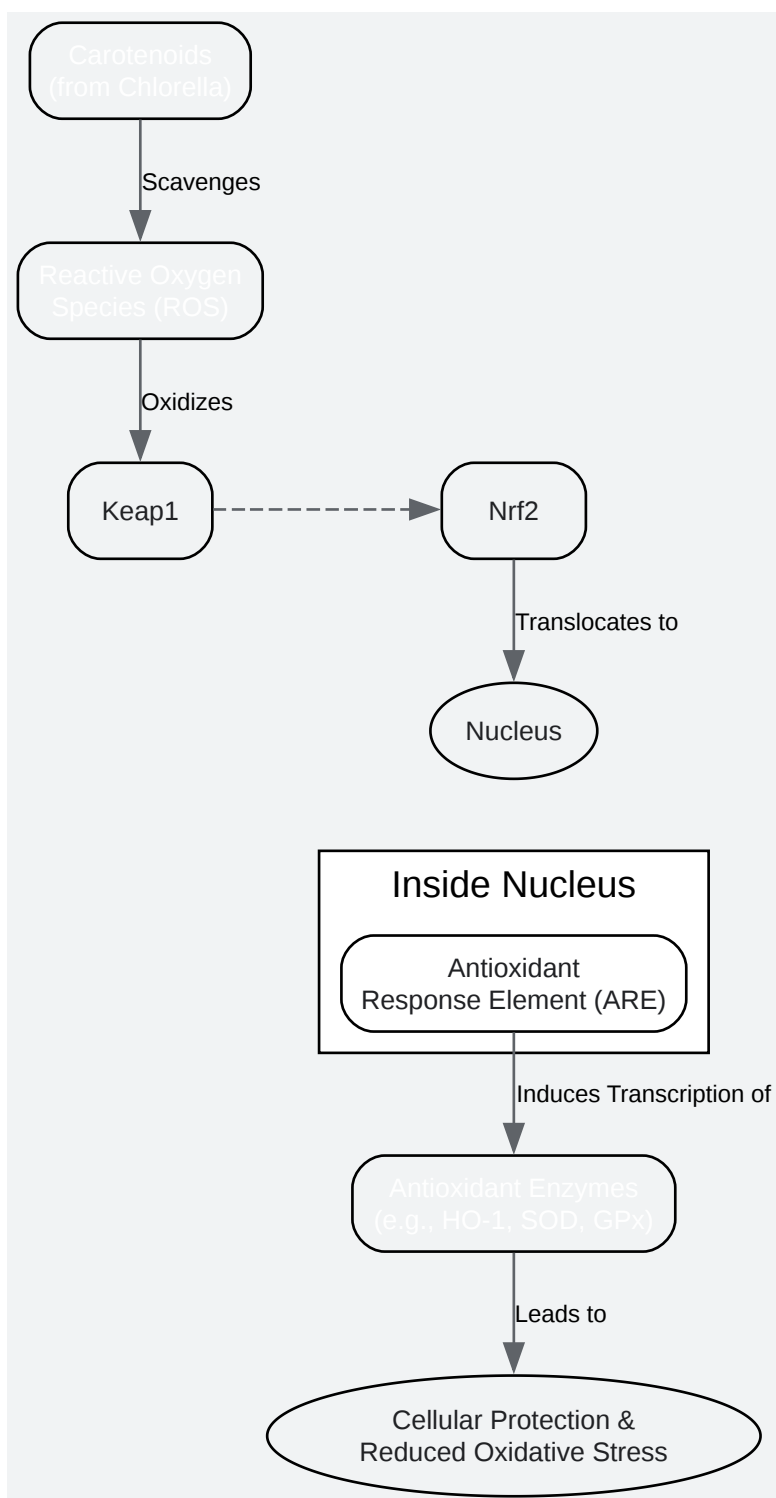 Carotenoids
(from Chlorella)
Scavenges
Reactive Oxygen
Species (ROS)
Oxidizes
Keap1
Nrf2
Translocates to
Nucleus
Inside Nucleus
Antioxidant
Response Element (ARE)
Induces Transcription of
Antioxidant Enzymes
(e.g., HO-1, SOD, GPx)
Leads to
Cellular Protection &
Reduced Oxidative Stress